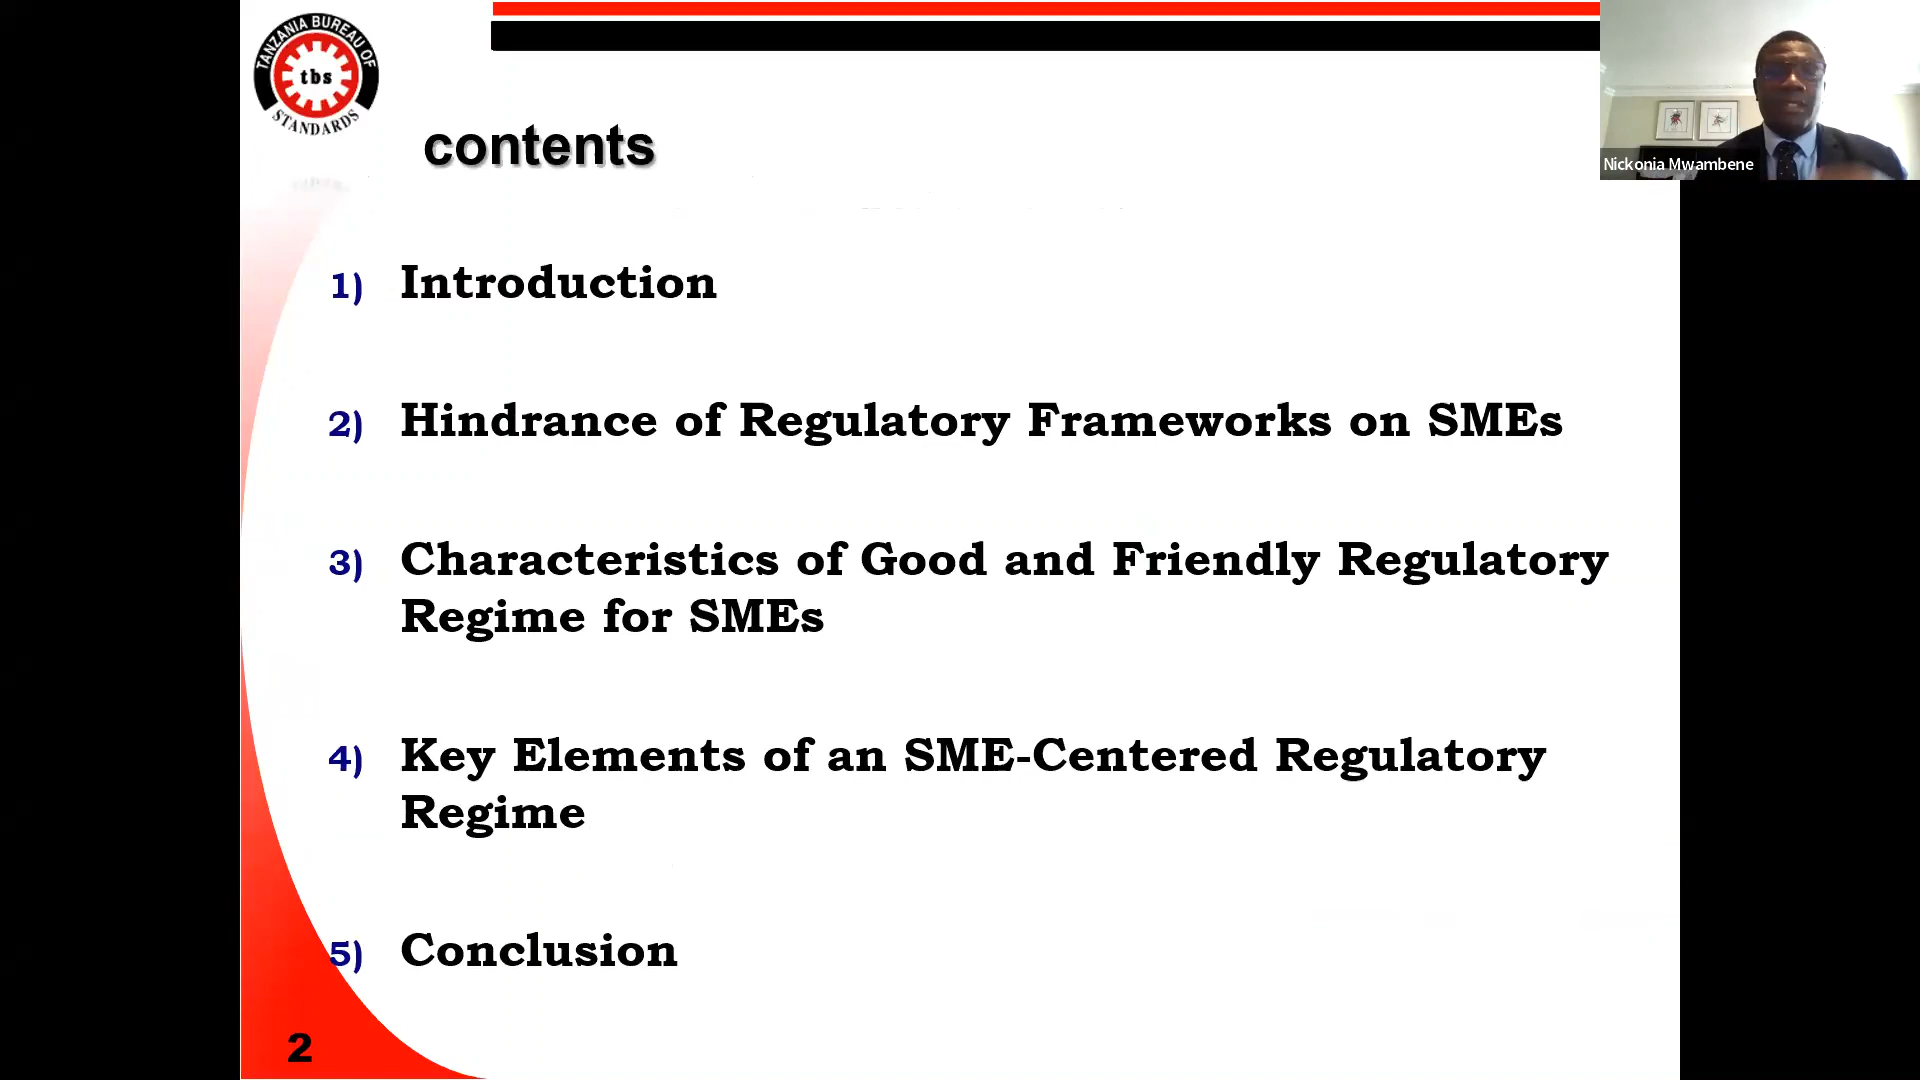 TANZANIA BUREAU OF
tbs
STANDARDS
contents
Nickonia Mwambene
1) Introduction
2) Hindrance of Regulatory Frameworks on SMEs
3) Characteristics of Good and Friendly Regulatory
Regime for SMEs
4) Key Elements of an SME-Centered Regulatory
Regime
5) Conclusion
2